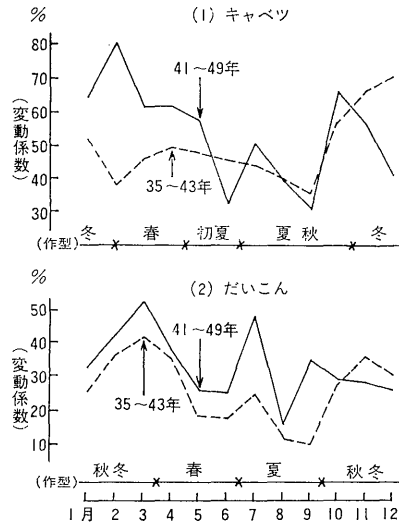 (1) キャベツ
%
80
70
60
50
40
30
(変動係数)
41～49年
35～43年
(作型)
冬 春 初夏 夏秋 冬
(2) だいこん
%
50
40
30
20
10
(変動係数)
41～49年
35～43年
(作型)
秋冬 春 夏 秋冬
1月 2 3 4 5 6 7 8 9 10 11 12